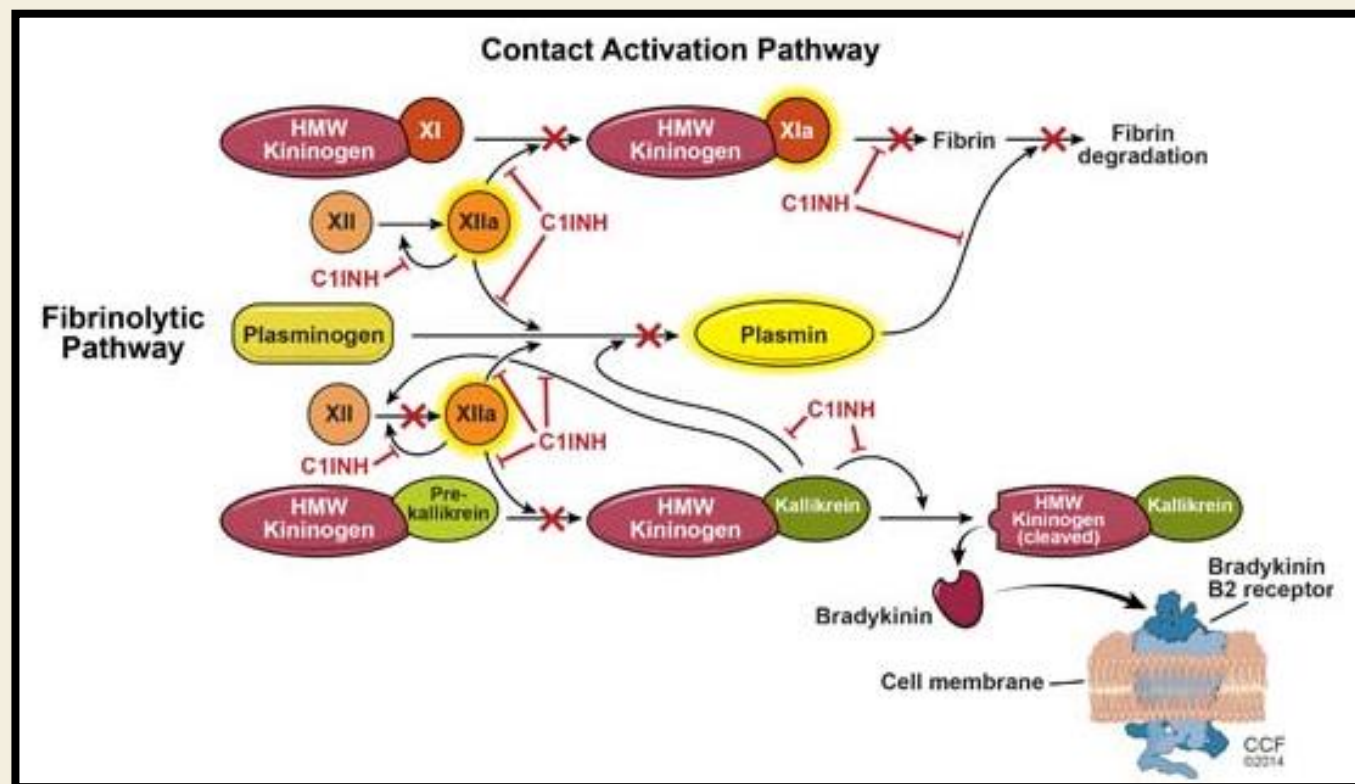 Contact Activation Pathway
HMW
Kininogen
XI
HMW
Kininogen
XIa
Fibrin
Fibrin
degradation
C1INH
C1INH
XII
XIIa
C1INH
Fibrinolytic
Pathway
Plasminogen
Plasmin
XII
XIIa
C1INH
C1INH
C1INH
HMW
Kininogen
Pre-
kallikrein
HMW
Kininogen
Kallikrein
HMW
Kininogen
(cleaved)
Kallikrein
Bradykinin
Bradykinin
B2 receptor
Cell membrane
CCF
©2014